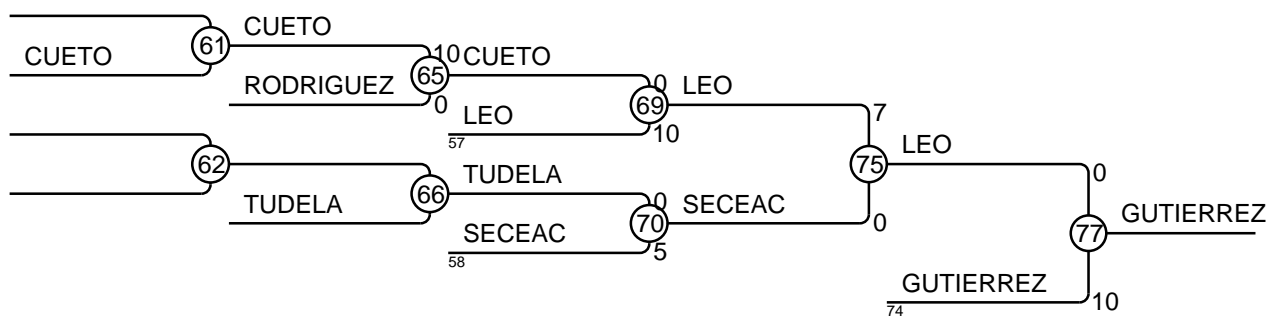 CUETO
61
CUETO
10
CUETO
65
RODRIGUEZ
0
0
LEO
69
LEO
57
10
7
LEO
75
62
TUDELA
66
TUDELA
0
SECEAC
70
SECEAC
58
5
0
0
GUTIERREZ
77
GUTIERREZ
74
10